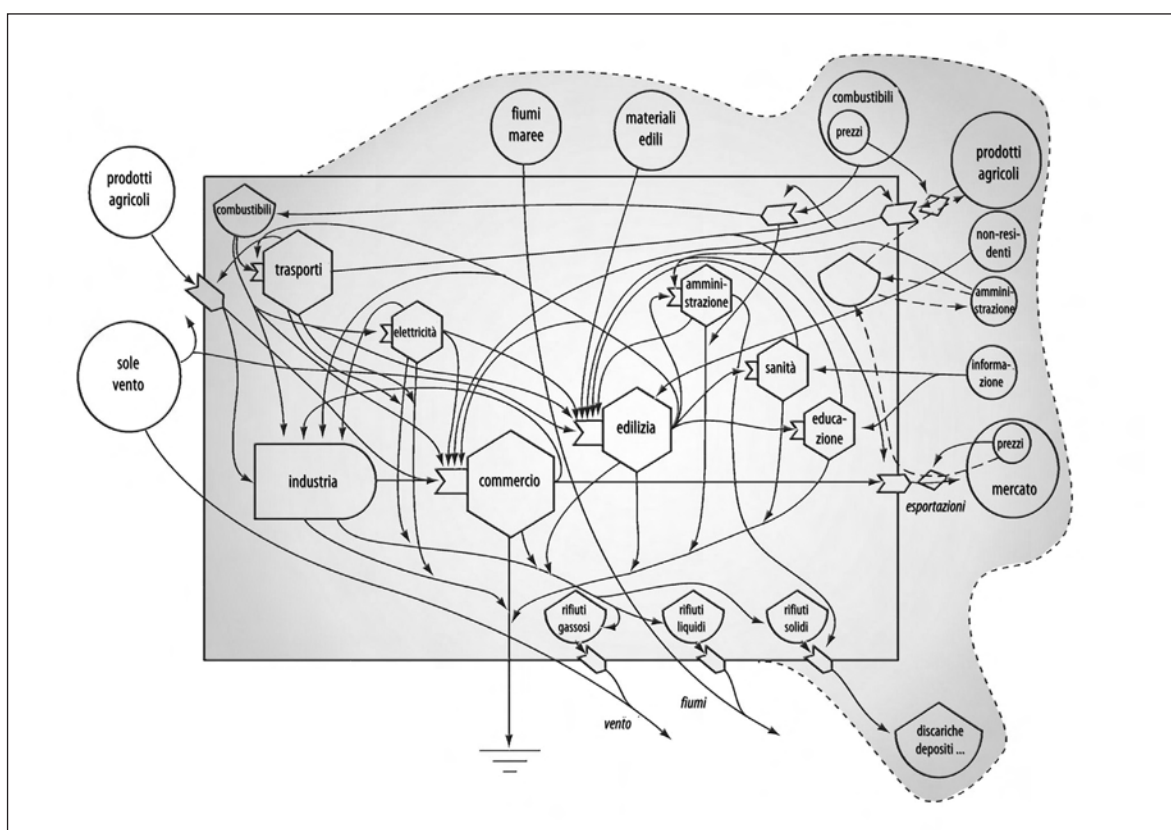 fiumi
maree
materiali
edili
combustibili
prezzi
prodotti
agricoli
prodotti
agricoli
combustibili
trasporti
non-resi-
denti
ammini-
strazione
ammini-
strazione
elettricità
sole
vento
sanità
informa-
zione
edilizia
educa-
zione
prezzi
mercato
industria
commercio
esportazioni
rifiuti
gassosi
rifiuti
liquidi
rifiuti
solidi
vento
fiumi
discariche
depositi ...